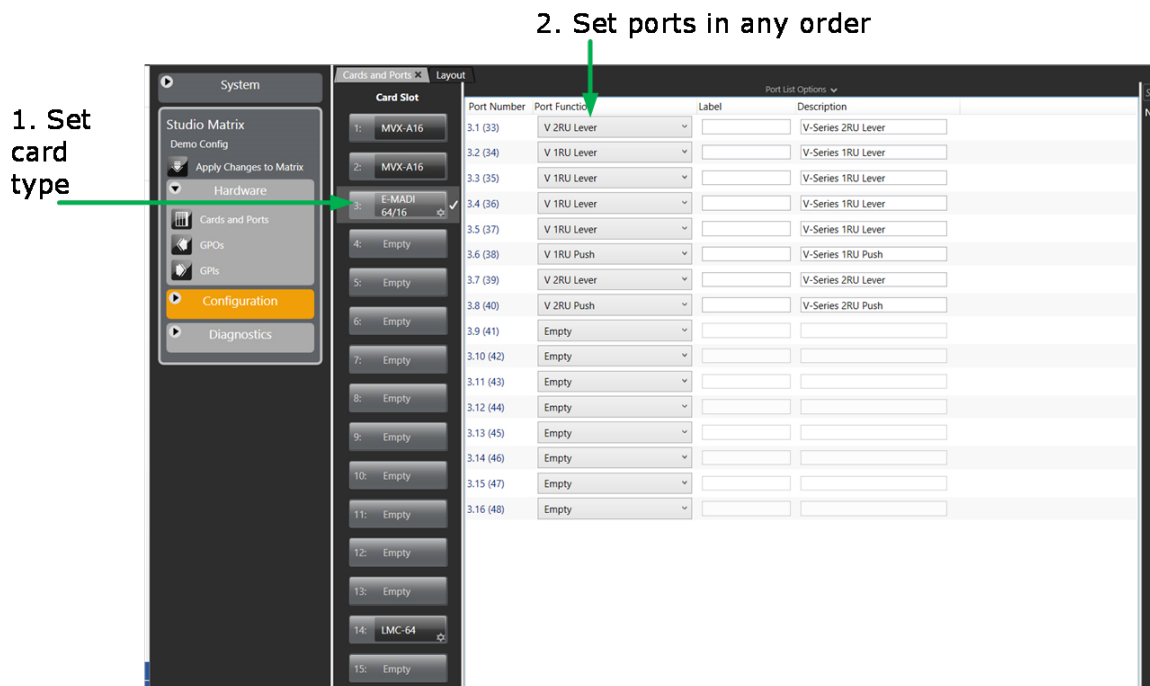 2. Set ports in any order
1. Set
card
type
System
Studio Matrix
Demo Config
Apply Changes to Matrix
Hardware
Cards and Ports
GPOs
GPIs
Configuration
Diagnostics
Cards and Ports × Layout
Card Slot
1: MVX-A16
2: MVX-A16
3: E-MADI
64/16
4: Empty
5: Empty
6: Empty
7: Empty
8: Empty
9: Empty
10: Empty
11: Empty
12: Empty
13: Empty
14: LMC-64
15: Empty
Port List Options
Port Number Port Function Label Description
3.1 (33) V 2RU Lever V-Series 2RU Lever
3.2 (34) V 1RU Lever V-Series 1RU Lever
3.3 (35) V 1RU Lever V-Series 1RU Lever
3.4 (36) V 1RU Lever V-Series 1RU Lever
3.5 (37) V 1RU Lever V-Series 1RU Lever
3.6 (38) V 1RU Push V-Series 1RU Push
3.7 (39) V 2RU Lever V-Series 2RU Lever
3.8 (40) V 2RU Push V-Series 2RU Push
3.9 (41) Empty
3.10 (42) Empty
3.11 (43) Empty
3.12 (44) Empty
3.13 (45) Empty
3.14 (46) Empty
3.15 (47) Empty
3.16 (48) Empty